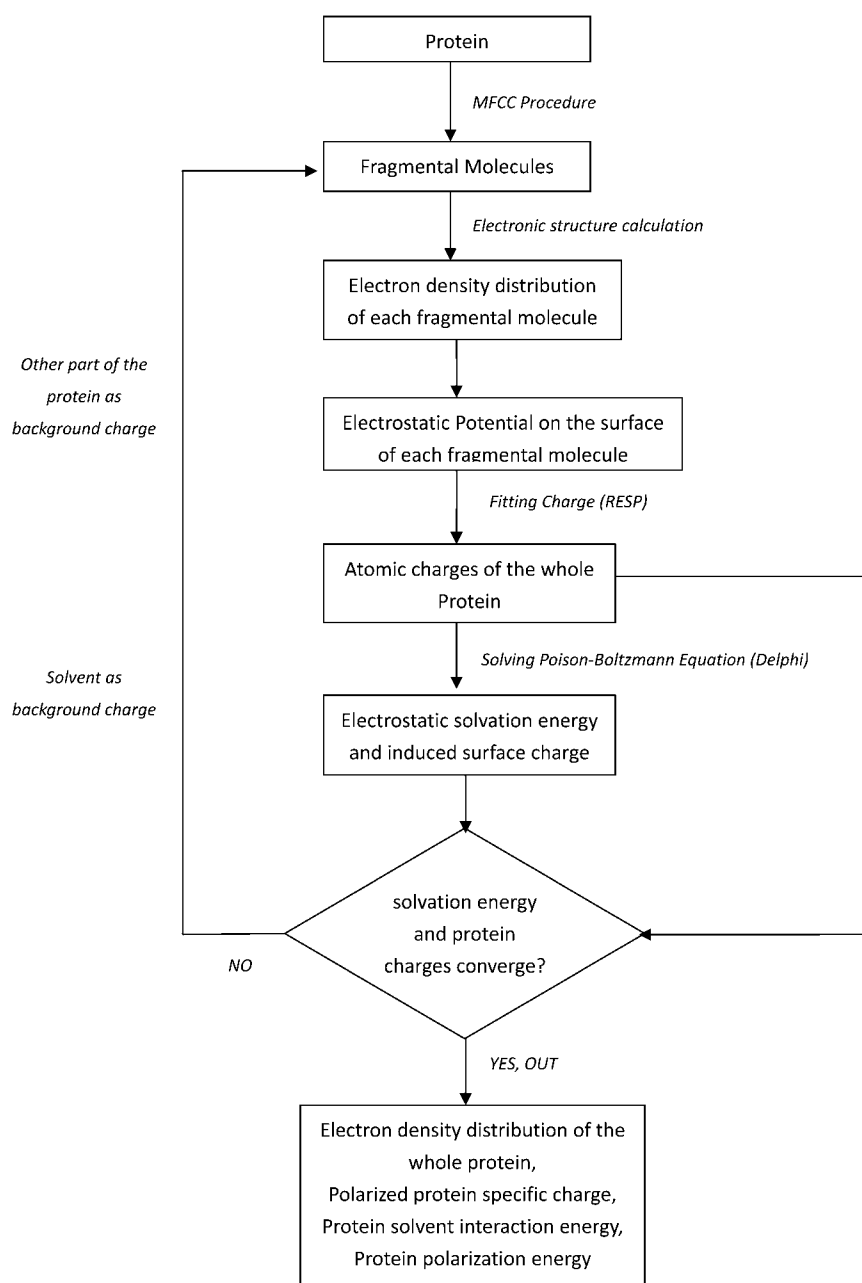 Protein
MFCC Procedure
Fragmental Molecules
Electronic structure calculation
Electron density distribution
of each fragmental molecule
Other part of the
protein as
background charge
Electrostatic Potential on the surface
of each fragmental molecule
Fitting Charge (RESP)
Atomic charges of the whole
Protein
Solving Poison-Boltzmann Equation (Delphi)
Solvent as
background charge
Electrostatic solvation energy
and induced surface charge
solvation energy
and protein
charges converge?
NO
YES, OUT
Electron density distribution of the
whole protein,
Polarized protein specific charge,
Protein solvent interaction energy,
Protein polarization energy